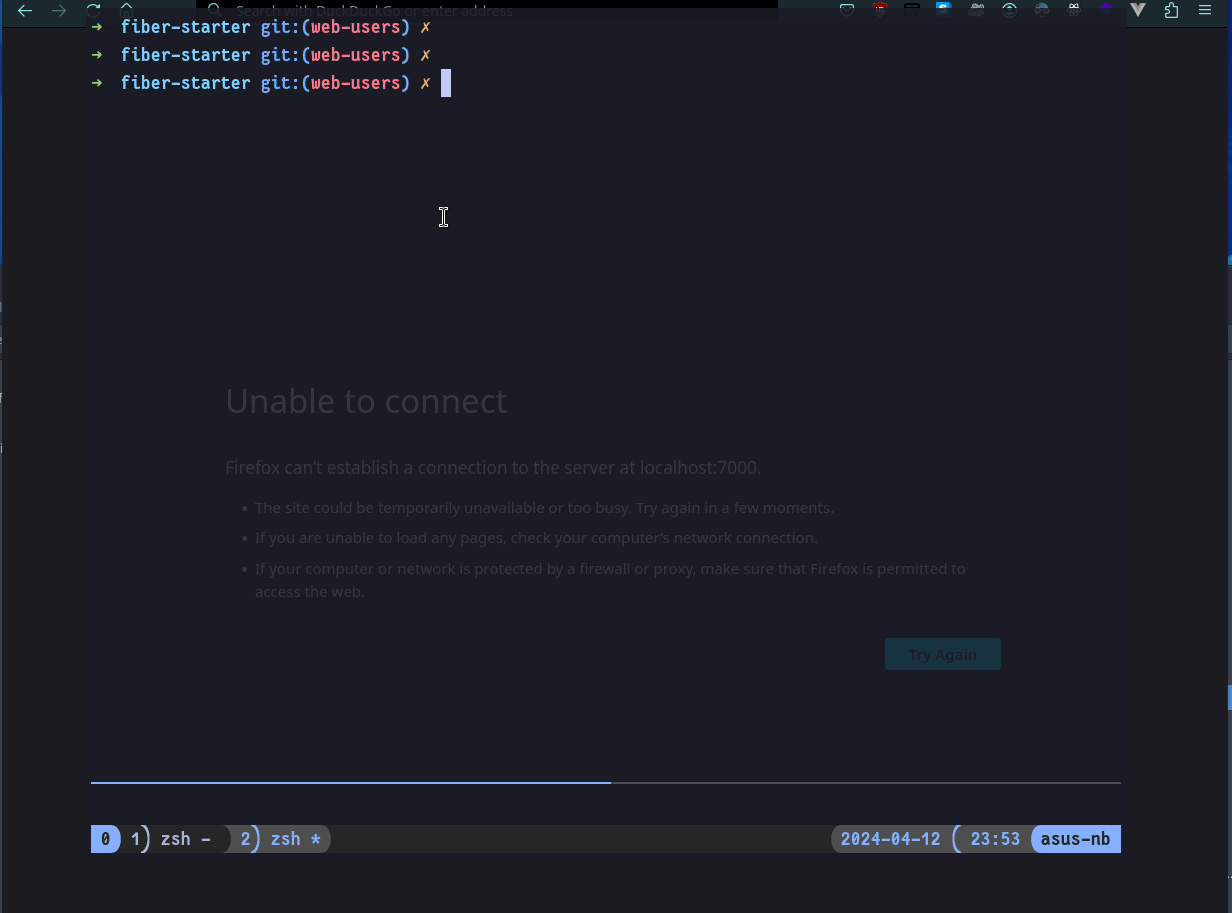 Search with DuckDuckGo or enter address
➜ fiber-starter git:(web-users) ✗
➜ fiber-starter git:(web-users) ✗
➜ fiber-starter git:(web-users) ✗
Unable to connect
Firefox can’t establish a connection to the server at localhost:7000.
• The site could be temporarily unavailable or too busy. Try again in a few moments.
• If you are unable to load any pages, check your computer’s network connection.
• If your computer or network is protected by a firewall or proxy, make sure that Firefox is permitted to
access the web.
Try Again
0 1) zsh - 2) zsh * 2024-04-12 ( 23:53 asus-nb